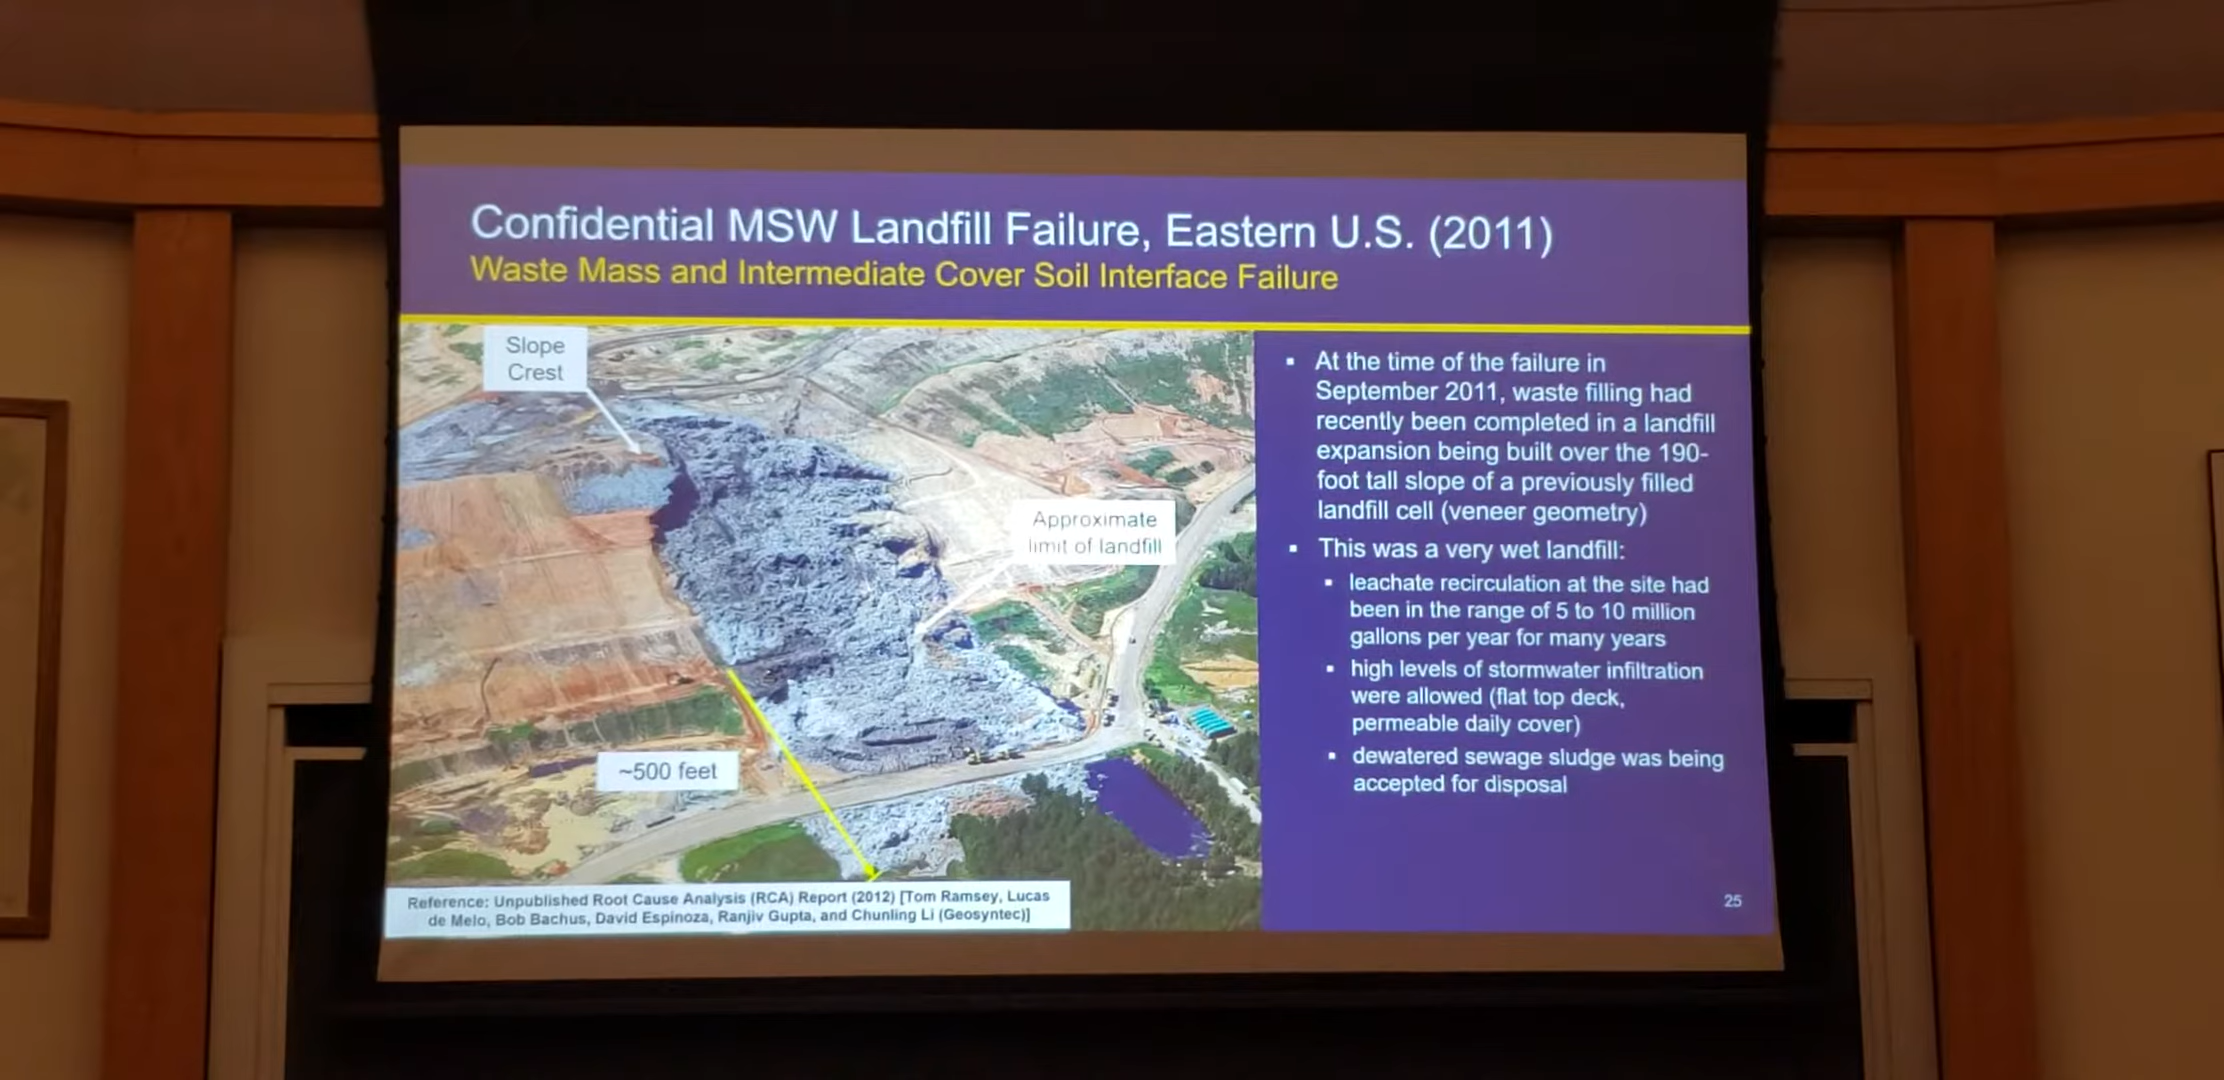 Confidential MSW Landfill Failure, Eastern U.S. (2011)
Waste Mass and Intermediate Cover Soil Interface Failure
Slope
Crest
Approximate
limit of landfill
~500 feet
Reference: Unpublished Root Cause Analysis (RCA) Report (2012) [Tom Ramsey, Lucas
de Melo, Bob Bachus, David Espinoza, Ranjiv Gupta, and Chunling Li (Geosyntec)]
▪ At the time of the failure in
September 2011, waste filling had
recently been completed in a landfill
expansion being built over the 190-
foot tall slope of a previously filled
landfill cell (veneer geometry)
▪ This was a very wet landfill:
▪ leachate recirculation at the site had
been in the range of 5 to 10 million
gallons per year for many years
▪ high levels of stormwater infiltration
were allowed (flat top deck,
permeable daily cover)
▪ dewatered sewage sludge was being
accepted for disposal
25